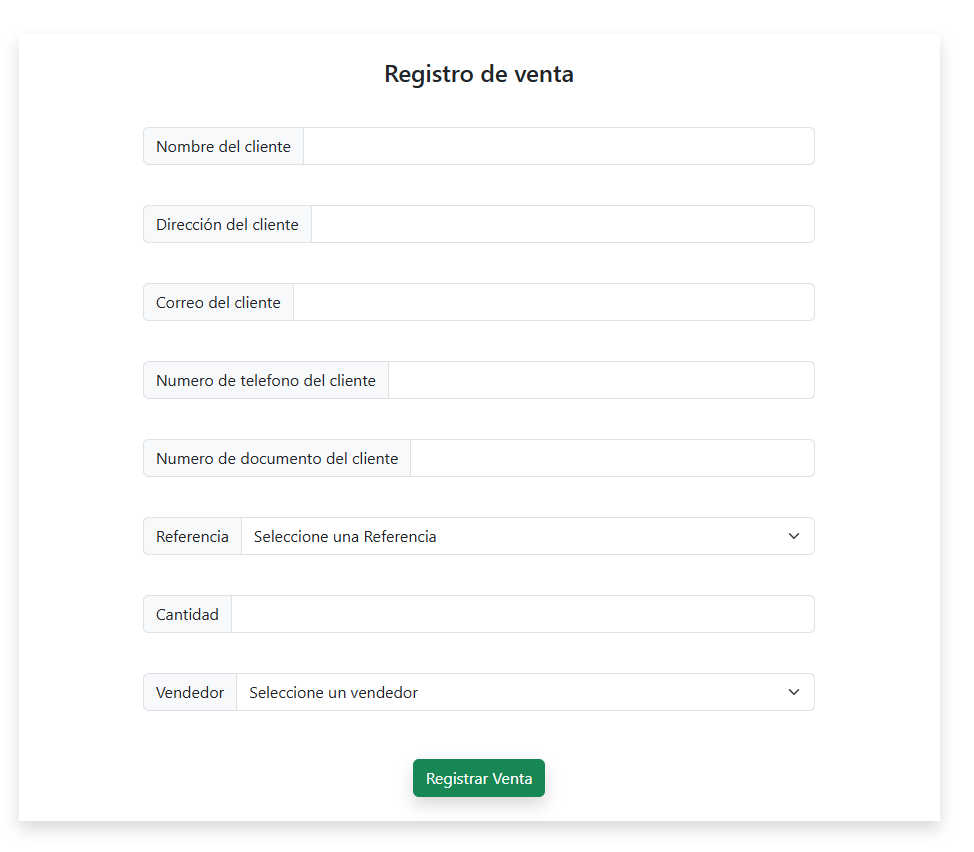 Registro de venta
Nombre del cliente
Dirección del cliente
Correo del cliente
Numero de telefono del cliente
Numero de documento del cliente
Referencia Seleccione una Referencia
Cantidad
Vendedor Seleccione un vendedor
Registrar Venta